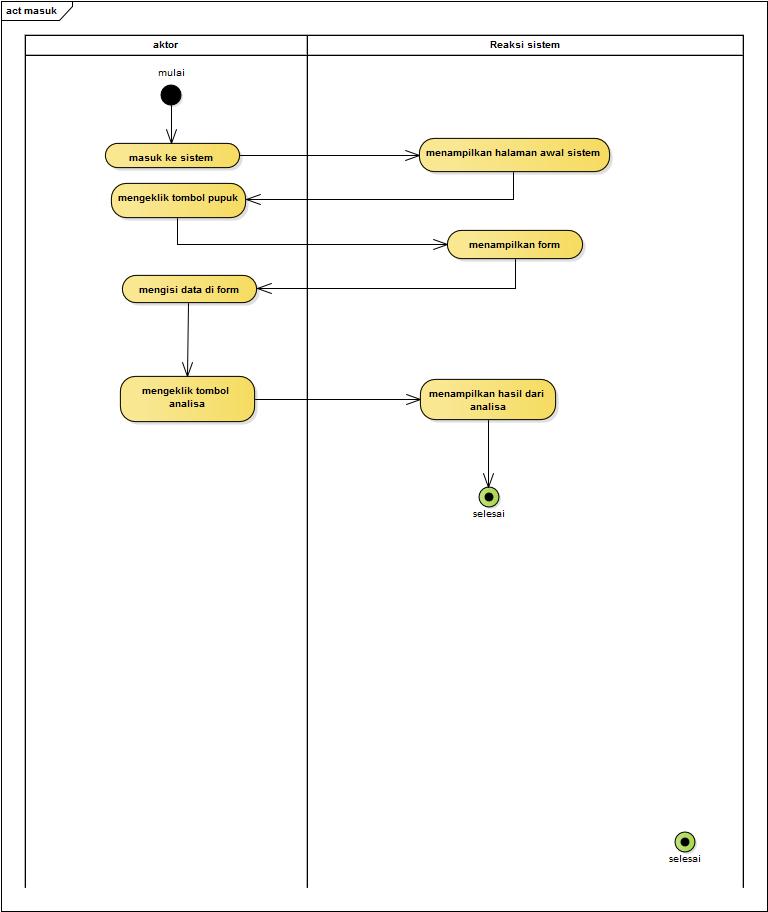 act masuk
aktor
Reaksi sistem
mulai
masuk ke sistem
menampilkan halaman awal sistem
mengeklik tombol pupuk
menampilkan form
mengisi data di form
mengeklik tombol
analisa
menampilkan hasil dari
analisa
selesai
selesai